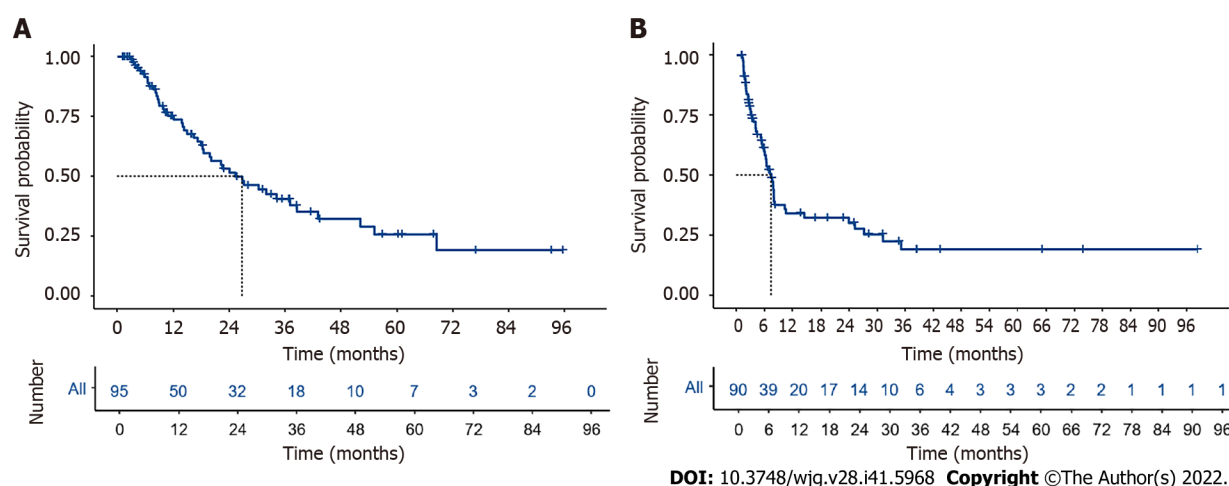 A
1.00
0.75
0.50
0.25
0.00
Survival probability
0 12 24 36 48 60 72 84 96
Time (months)
Number
All 95 50 32 18 10 7 3 2 0
0 12 24 36 48 60 72 84 96
Time (months)
B
1.00
0.75
0.50
0.25
0.00
Survival probability
0 6 12 18 24 30 36 42 48 54 60 66 72 78 84 90 96
Time (months)
Number
All 90 39 20 17 14 10 6 4 3 3 3 2 2 1 1 1 1
0 6 12 18 24 30 36 42 48 54 60 66 72 78 84 90 96
Time (months)
DOI: 10.3748/wjg.v28.i41.5968 Copyright ©The Author(s) 2022.